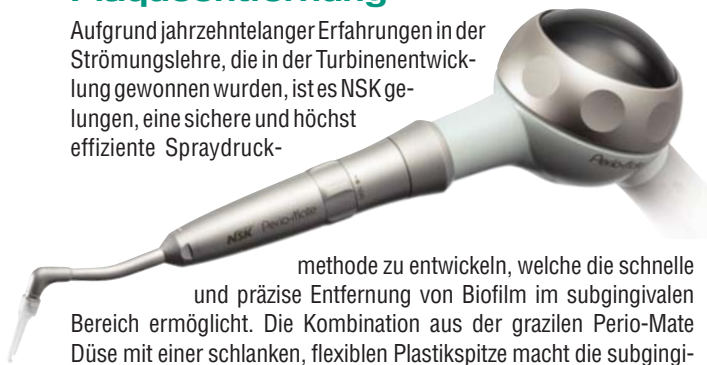 Plaqueentfernung
Aufgrund jahrzehntelanger Erfahrungen in der
Strömungslehre, die in der Turbinenentwick-
lung gewonnen wurden, ist es NSK ge-
lungen, eine sichere und höchst
effiziente Spraydruck-
Perio-Mate
NSK Perio-Mate
methode zu entwickeln, welche die schnelle
und präzise Entfernung von Biofilm im subgingivalen
Bereich ermöglicht. Die Kombination aus der grazilen Perio-Mate
Düse mit einer schlanken, flexiblen Plastikspitze macht die subgingi-